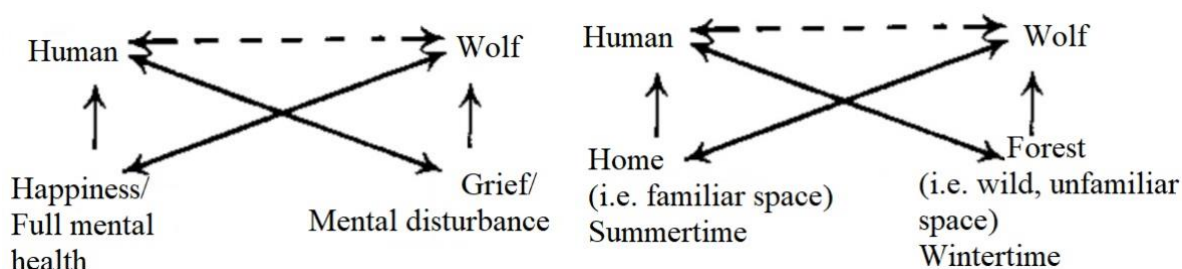 Human
Wolf
Happiness/
Full mental
health
Grief/
Mental disturbance
Human
Wolf
Home
(i.e. familiar space)
Summertime
Forest
(i.e. wild, unfamiliar
space)
Wintertime